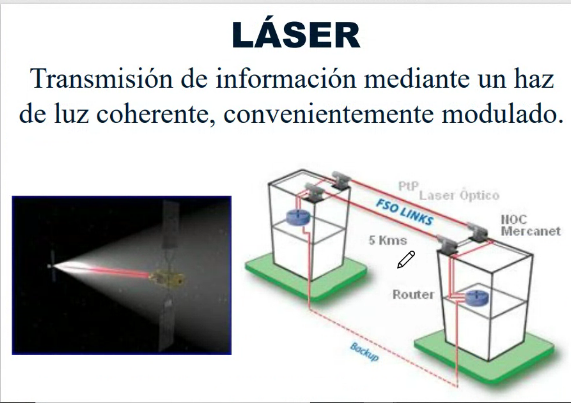 LÁSER
Transmisión de información mediante un haz
de luz coherente, convenientemente modulado.
PtP Laser Óptico
FSO LINKS
5 Kms
NOC
Mercanet
Router
Backup